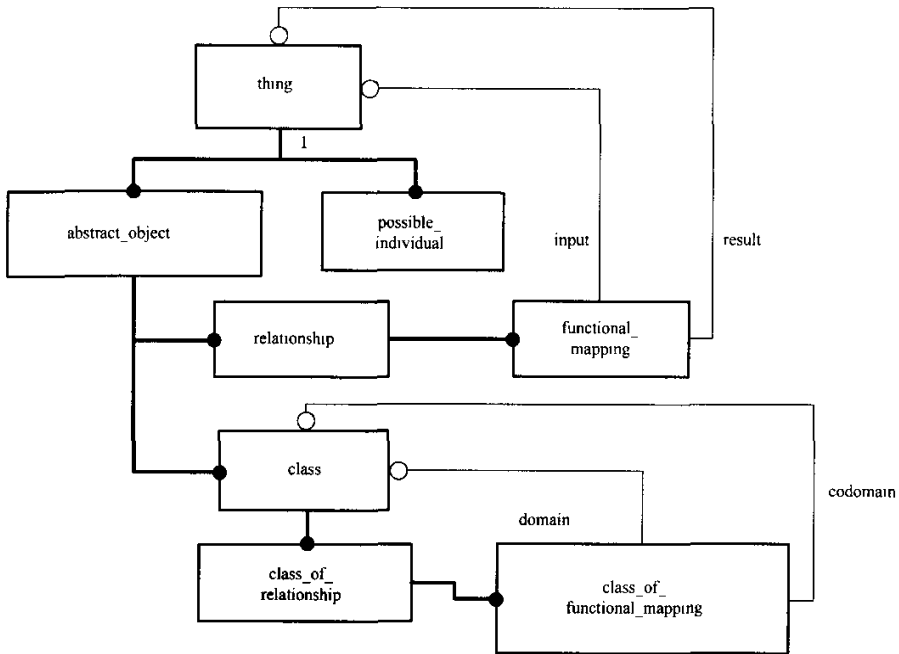 thing
1
abstract_object
possible_
individual
input
result
relationship
functional_
mapping
class
codomain
domain
class_of_
relationship
class_of_
functional_mapping